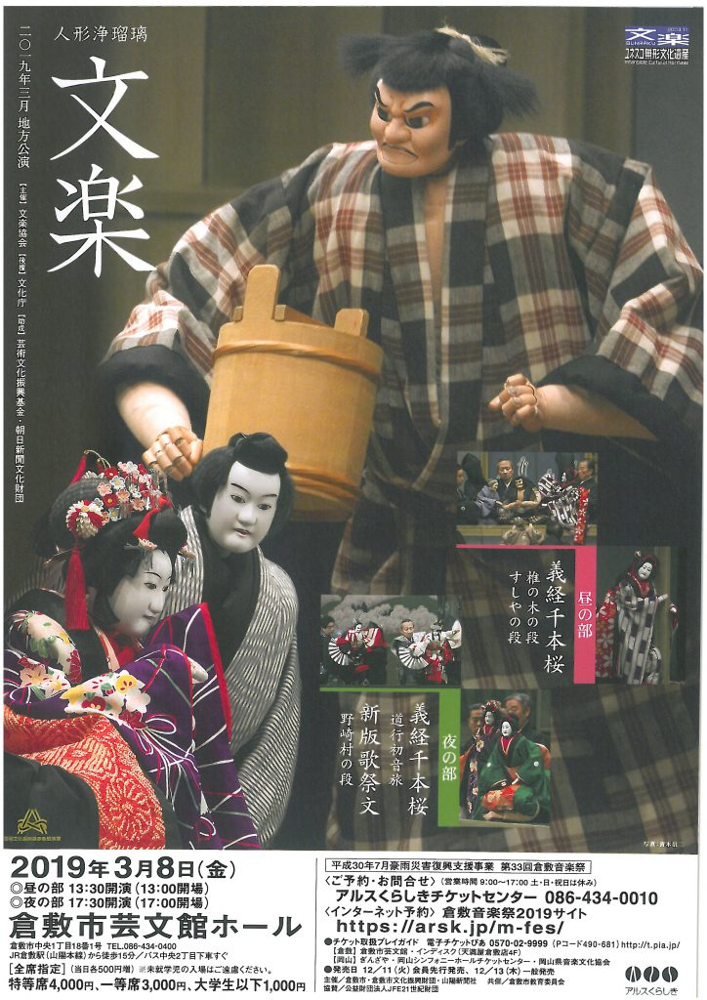 人形浄瑠璃
文楽
二〇一九年三月 地方公演
【主催】文楽協会【後援】文化庁【助成】芸術文化振興基金・朝日新聞文化財団
2003.11
文楽
BUNRAKU
ユネスコ無形文化遺産
Intangible Cultural Heritage
昼の部
義経千本桜
椎の木の段
すしやの段
夜の部
義経千本桜
道行初音旅
新版歌祭文
野崎村の段
写真:青木信二
2019年3月8日(金)
◎昼の部 13:30開演(13:00開場)
◎夜の部 17:30開演(17:00開場)
倉敷市芸文館ホール
倉敷市中央1丁目18番1号 TEL.086-434-0400
JR倉敷駅(山陽本線)から徒歩15分/バス中央2丁目下車すぐ
[全席指定](当日各500円増) ※未就学児の入場はご遠慮ください。
特等席4,000円、一等席3,000円、大学生以下1,000円
平成30年7月豪雨災害復興支援事業 第33回倉敷音楽祭
〈ご予約・お問合せ〉(営業時間 9:00〜17:00 土・日・祝日は休み)
アルスくらしきチケットセンター 086-434-0010
〈インターネット予約〉倉敷音楽祭2019サイト
https://arsk.jp/m-fes/
●チケット取扱プレイガイド 電子チケットぴあ 0570-02-9999 (Pコード490-681) http://t.pia.jp/
【倉敷】倉敷市芸文館・インディスク(天満屋倉敷店4F)
【岡山】ぎんざや・岡山シンフォニーホールチケットセンター・岡山県音楽文化協会
●発売日 12/11(火)会員先行発売、12/13(木)一般発売
主催/倉敷市・倉敷市文化振興財団・山陽新聞社 共催/倉敷市教育委員会
協賛/公益財団法人JFE21世紀財団
アルスくらしき